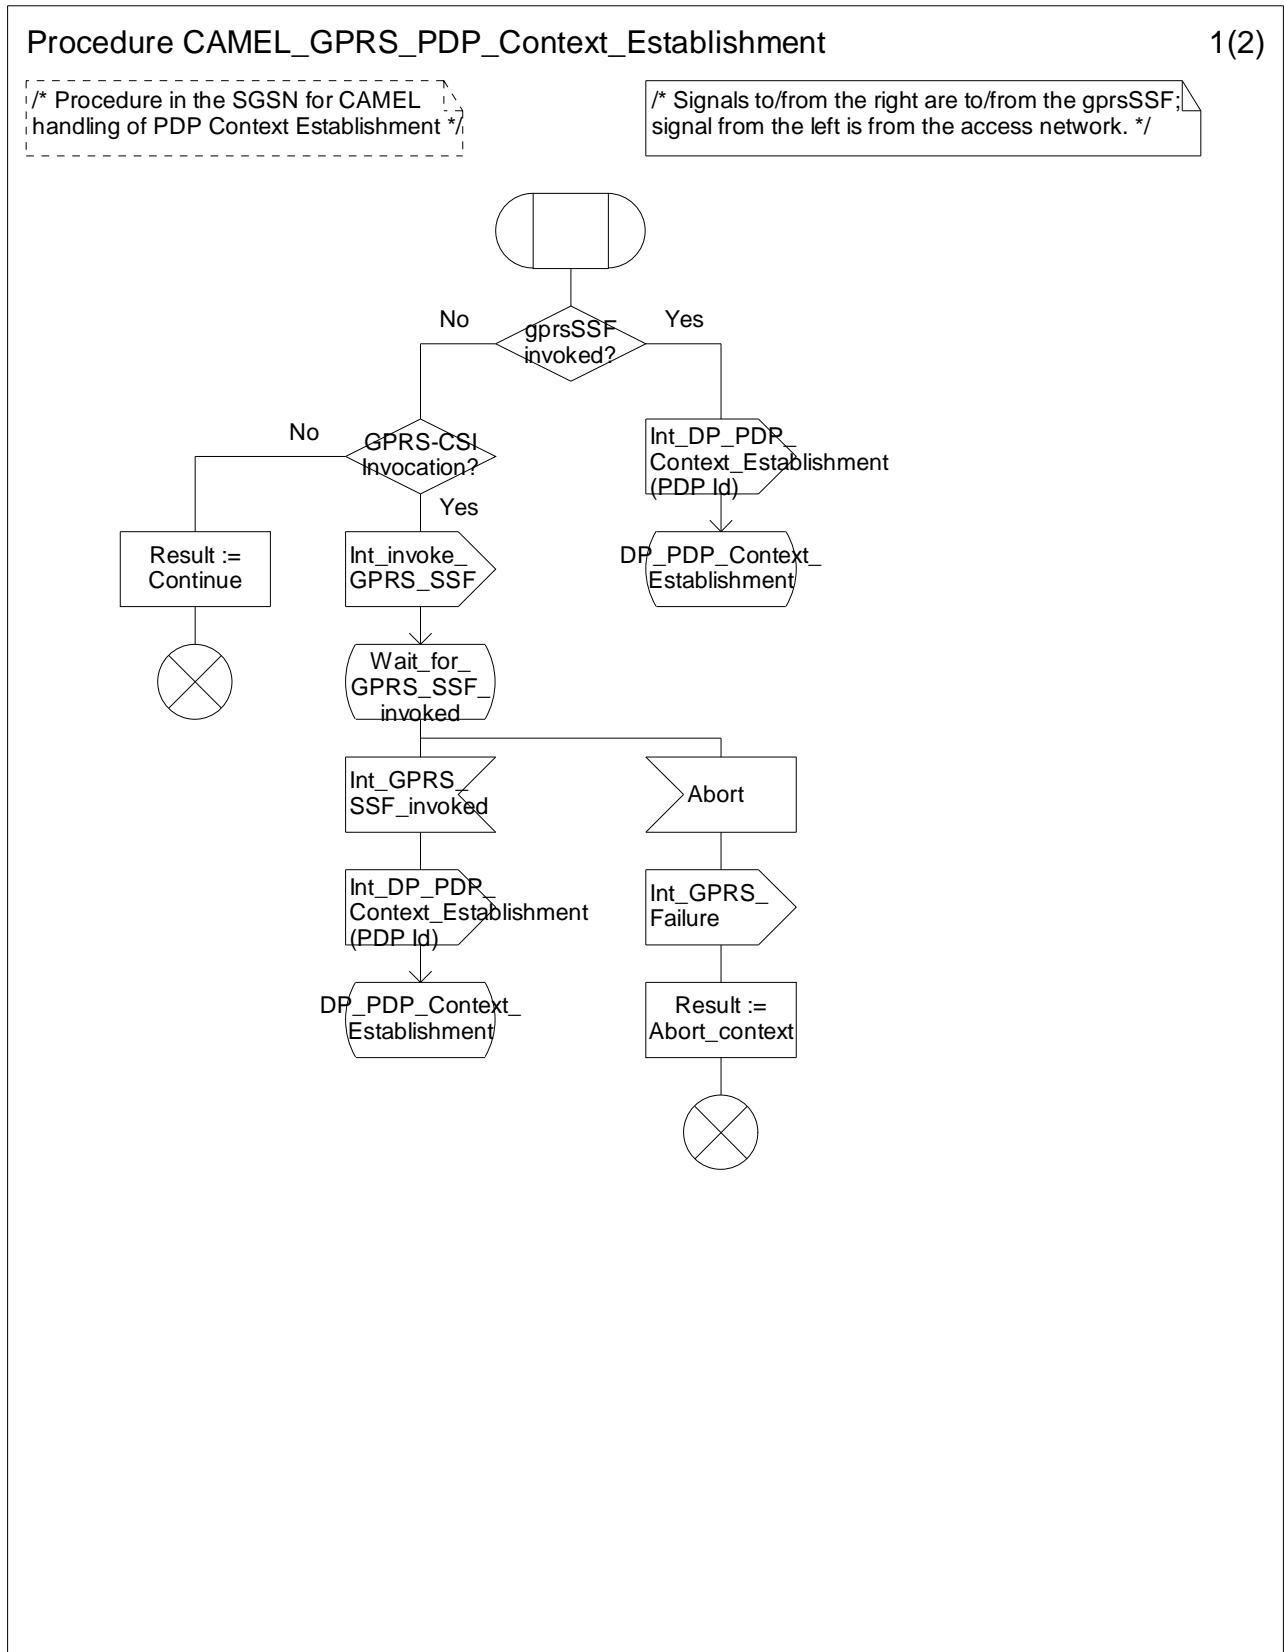 Procedure CAMEL_GPRS_PDP_Context_Establishment
1(2)
/* Procedure in the SGSN for CAMEL
handling of PDP Context Establishment */
/* Signals to/from the right are to/from the gprsSSF;
signal from the left is from the access network. */
gprsSSF
invoked?
No
Yes
GPRS-CSI
Invocation?
No
Yes
Int_DP_PDP_
Context_Establishment
(PDP Id)
Result :=
Continue
Int_invoke_
GPRS_SSF
DP_PDP_Context_
Establishment
Wait_for_
GPRS_SSF_
invoked
Int_GPRS_
SSF_invoked
Abort
Int_DP_PDP_
Context_Establishment
(PDP Id)
Int_GPRS_
Failure
DP_PDP_Context_
Establishment
Result :=
Abort_context